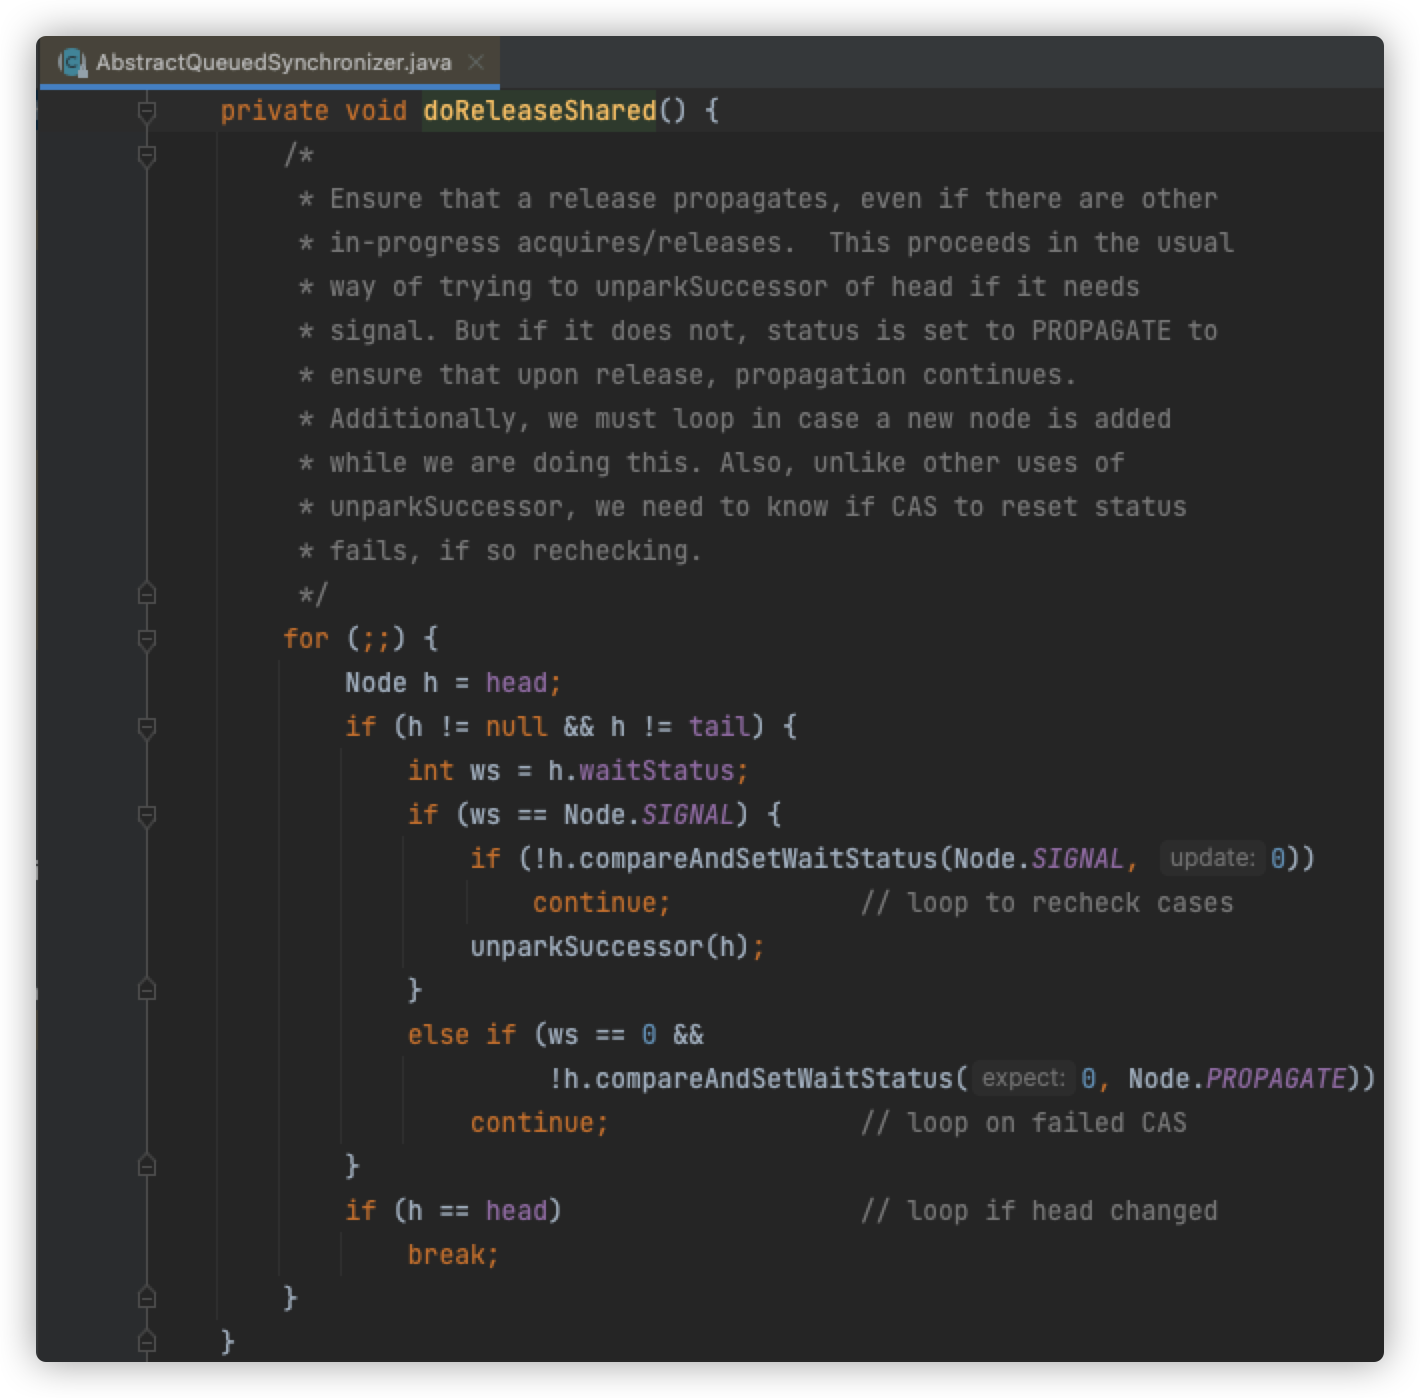 AbstractQueuedSynchronizer.java
private void doReleaseShared() {
/*
* Ensure that a release propagates, even if there are other
* in-progress acquires/releases.  This proceeds in the usual
* way of trying to unparkSuccessor of head if it needs
* signal. But if it does not, status is set to PROPAGATE to
* ensure that upon release, propagation continues.
* Additionally, we must loop in case a new node is added
* while we are doing this. Also, unlike other uses of
* unparkSuccessor, we need to know if CAS to reset status
* fails, if so rechecking.
*/
for (;;) {
Node h = head;
if (h != null && h != tail) {
int ws = h.waitStatus;
if (ws == Node.SIGNAL) {
if (!h.compareAndSetWaitStatus(Node.SIGNAL, update: 0))
continue;            // loop to recheck cases
unparkSuccessor(h);
}
else if (ws == 0 &&
!h.compareAndSetWaitStatus( expect: 0, Node.PROPAGATE))
continue;                // loop on failed CAS
}
if (h == head)                   // loop if head changed
break;
}
}